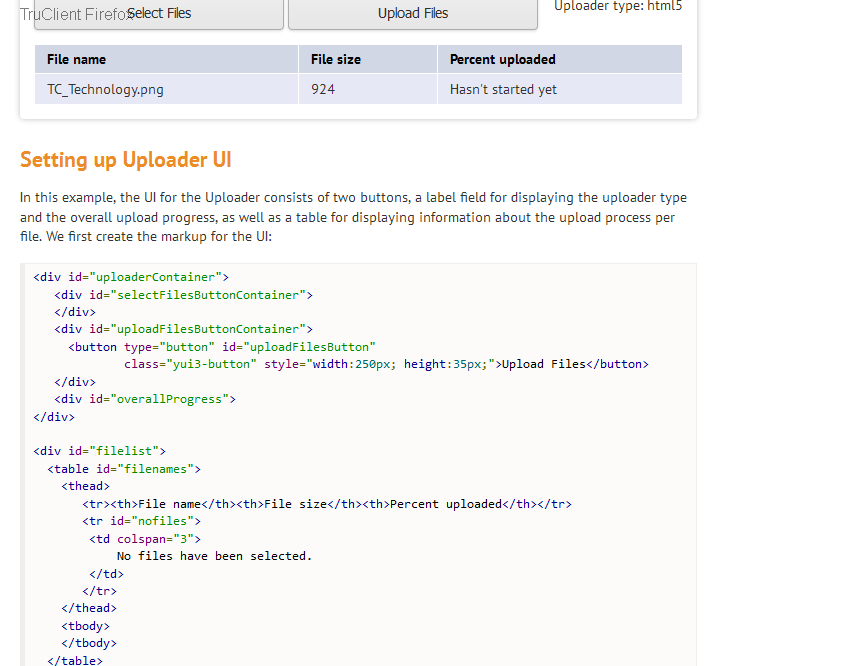 TruClient Firefox
Select Files
Upload Files
Uploader type: html5
File name File size Percent uploaded
TC_Technology.png 924 Hasn't started yet
Setting up Uploader UI
In this example, the UI for the Uploader consists of two buttons, a label field for displaying the uploader type
and the overall upload progress, as well as a table for displaying information about the upload process per
file. We first create the markup for the UI:
<div id="uploaderContainer">
<div id="selectFilesButtonContainer">
</div>
<div id="uploadFilesButtonContainer">
<button type="button" id="uploadFilesButton"
class="yui3-button" style="width:250px; height:35px;">Upload Files</button>
</div>
<div id="overallProgress">
</div>
<div id="filelist">
<table id="filenames">
<thead>
<tr><th>File name</th><th>File size</th><th>Percent uploaded</th></tr>
<tr id="nofiles">
<td colspan="3">
No files have been selected.
</td>
</tr>
</thead>
<tbody>
</tbody>
</table>